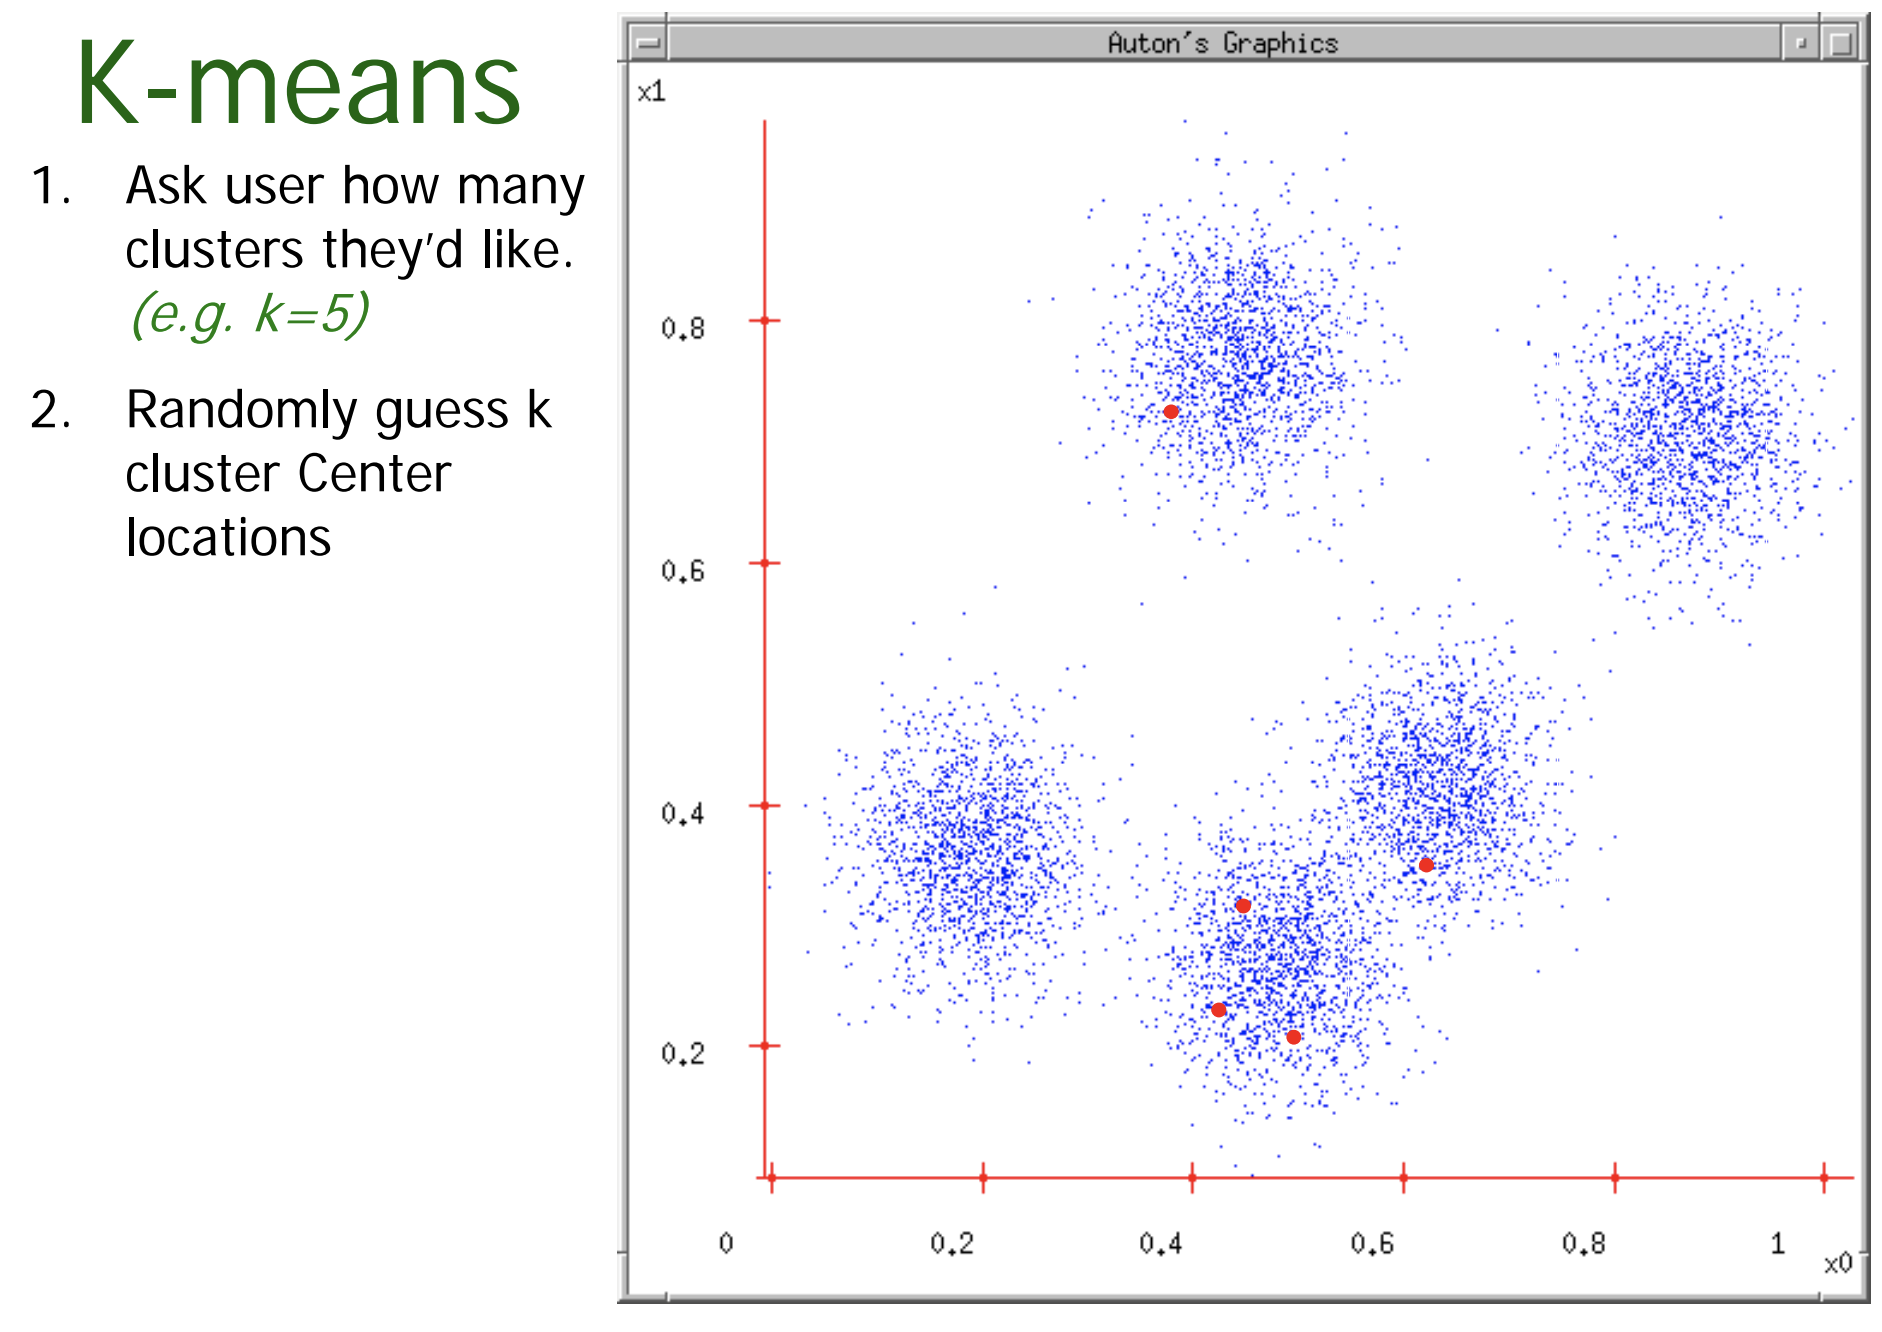 K-means
1. Ask user how many
clusters they’d like.
(e.g. k=5)
2. Randomly guess k
cluster Center
locations
Auton's Graphics
x1
0.8
0.6
0.4
0.2
0 0.2 0.4 0.6 0.8 1
x0